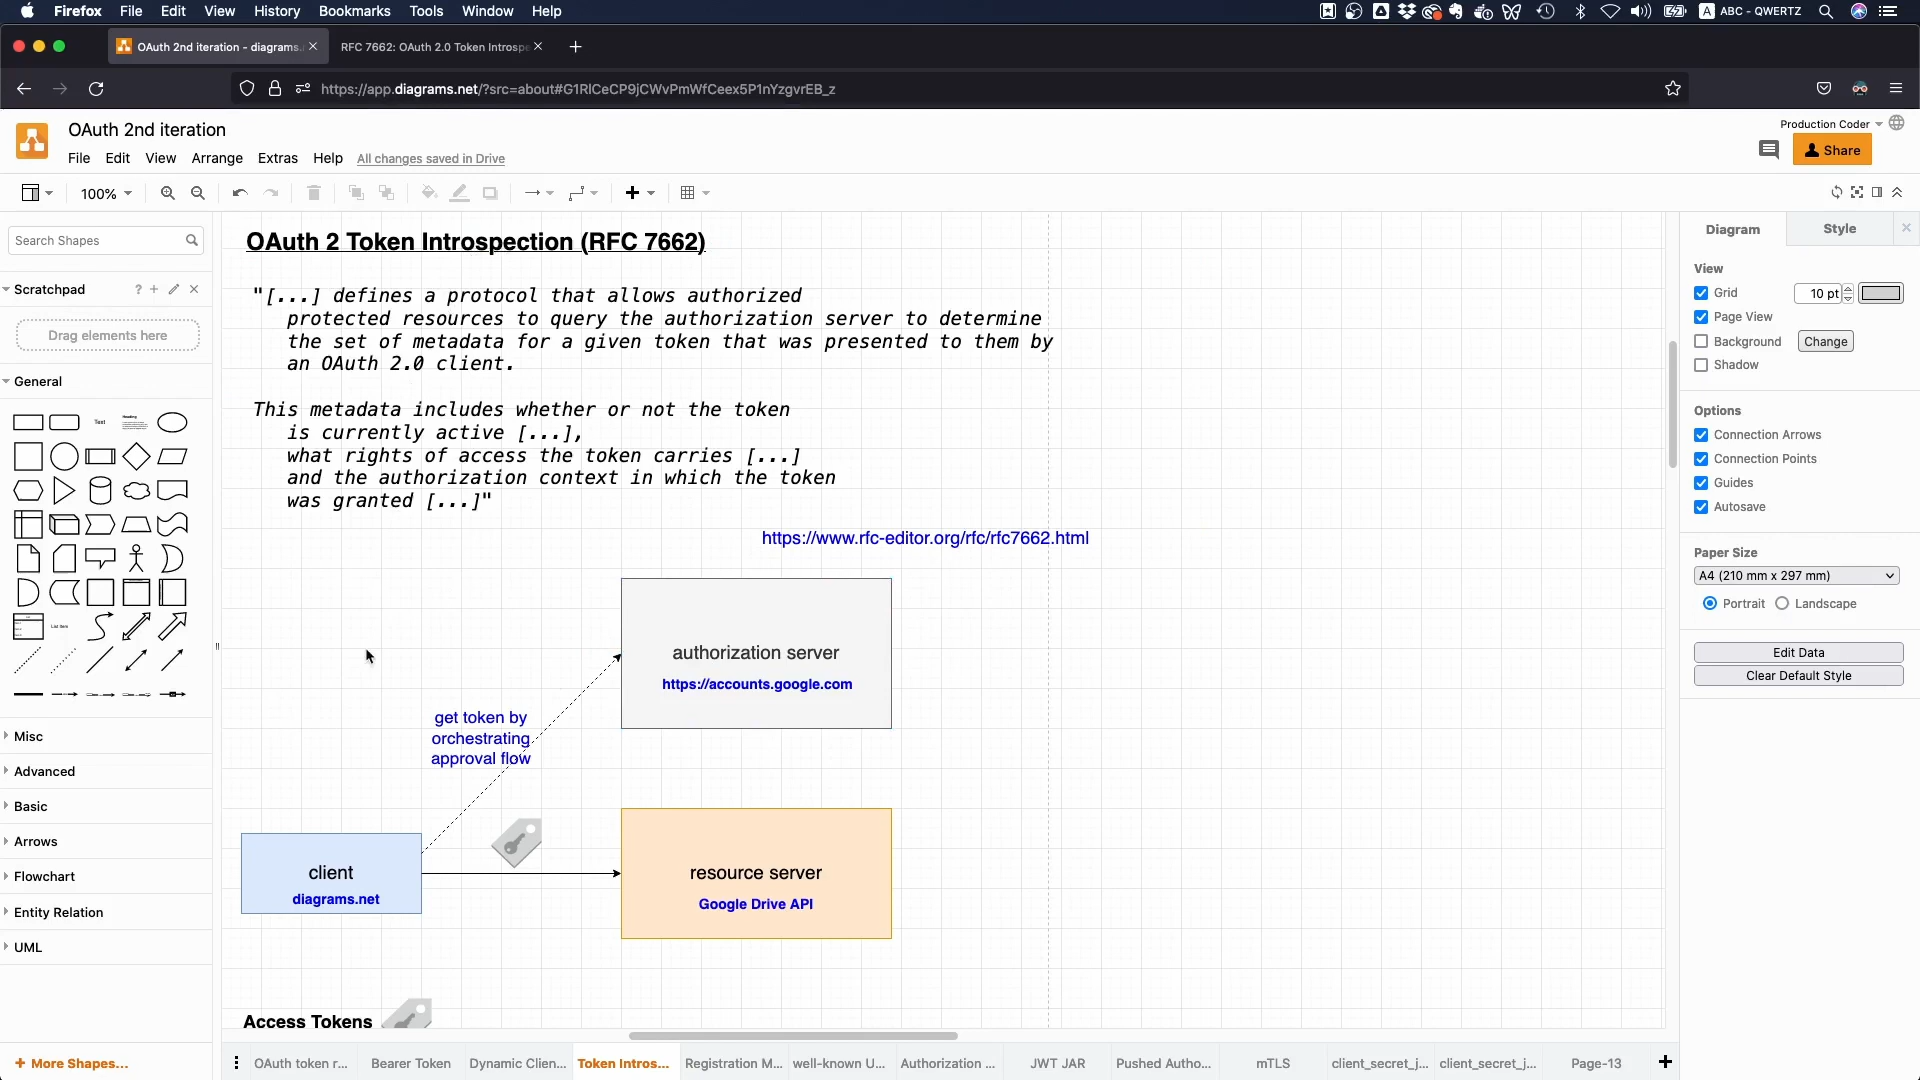 Firefox File Edit View History Bookmarks Tools Window Help
A ABC - QWERTZ
OAuth 2nd iteration - diagrams.
RFC 7662: OAuth 2.0 Token Introspe
https://app.diagrams.net/?src=about#G1RlCeCP9jCWvPmWfCeex5P1nYzgvrEB_z
OAuth 2nd iteration
Production Coder
File Edit View Arrange Extras Help All changes saved in Drive
Share
100%
Search Shapes
Scratchpad
?
Drag elements here
General
Text
Heading
List Item
Misc
Advanced
Basic
Arrows
Flowchart
Entity Relation
UML
+ More Shapes...
OAuth 2 Token Introspection (RFC 7662)
"[...] defines a protocol that allows authorized
protected resources to query the authorization server to determine
the set of metadata for a given token that was presented to them by
an OAuth 2.0 client.
This metadata includes whether or not the token
is currently active [...],
what rights of access the token carries [...]
and the authorization context in which the token
was granted [...]"
https://www.rfc-editor.org/rfc/rfc7662.html
authorization server
https://accounts.google.com
get token by
orchestrating
approval flow
client
diagrams.net
resource server
Google Drive API
Access Tokens
OAuth token r... Bearer Token Dynamic Clien... Token Intros... Registration M... well-known U... Authorization ... JWT JAR Pushed Autho... mTLS client_secret_j... client_secret_j... Page-13
Diagram Style
View
Grid 10 pt
Page View
Background Change
Shadow
Options
Connection Arrows
Connection Points
Guides
Autosave
Paper Size
A4 (210 mm x 297 mm)
Portrait Landscape
Edit Data
Clear Default Style